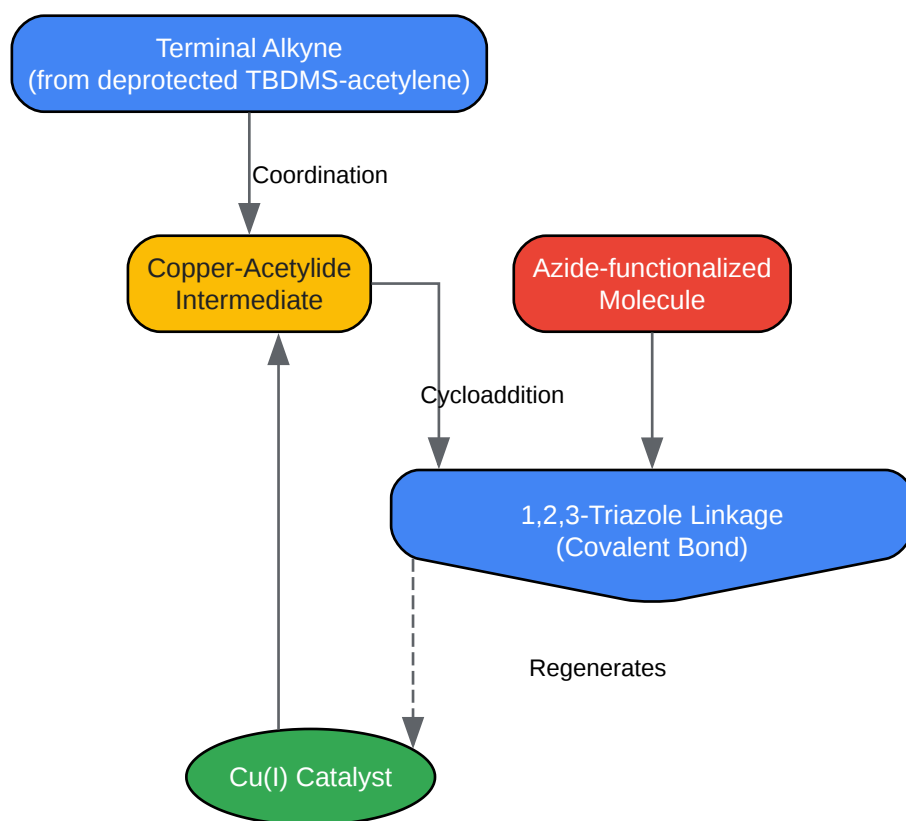 Terminal Alkyne
(from deprotected TBDMS-acetylene)
Coordination
Copper-Acetylide
Intermediate
Azide-functionalized
Molecule
Cycloaddition
1,2,3-Triazole Linkage
(Covalent Bond)
Regenerates
Cu(I) Catalyst